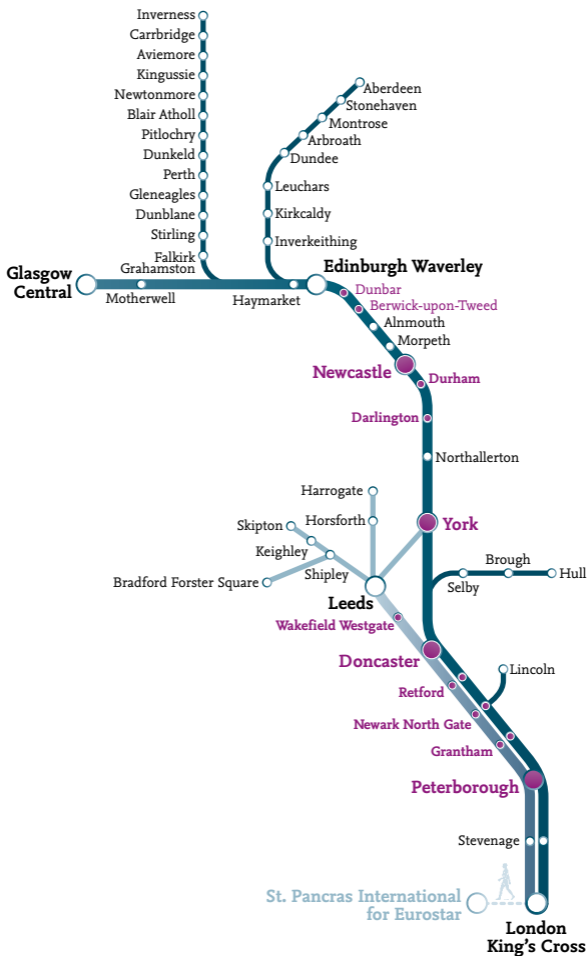 Inverness
Carrbridge
Aviemore
Kingussie
Newtonmore
Blair Atholl
Pitlochry
Dunkeld
Perth
Gleneagles
Dunblane
Stirling
Falkirk
Grahamston
Aberdeen
Stonehaven
Montrose
Arbroath
Dundee
Leuchars
Kirkcaldy
Inverkeithing
Glasgow
Central
Motherwell
Haymarket
Edinburgh Waverley
Dunbar
Berwick-upon-Tweed
Alnmouth
Morpeth
Newcastle
Durham
Darlington
Northallerton
Harrogate
Horsforth
York
Skipton
Keighley
Shipley
Bradford Forster Square
Leeds
Brough
Selby
Hull
Wakefield Westgate
Doncaster
Lincoln
Retford
Newark North Gate
Grantham
Peterborough
Stevenage
St. Pancras International
for Eurostar
London
King's Cross